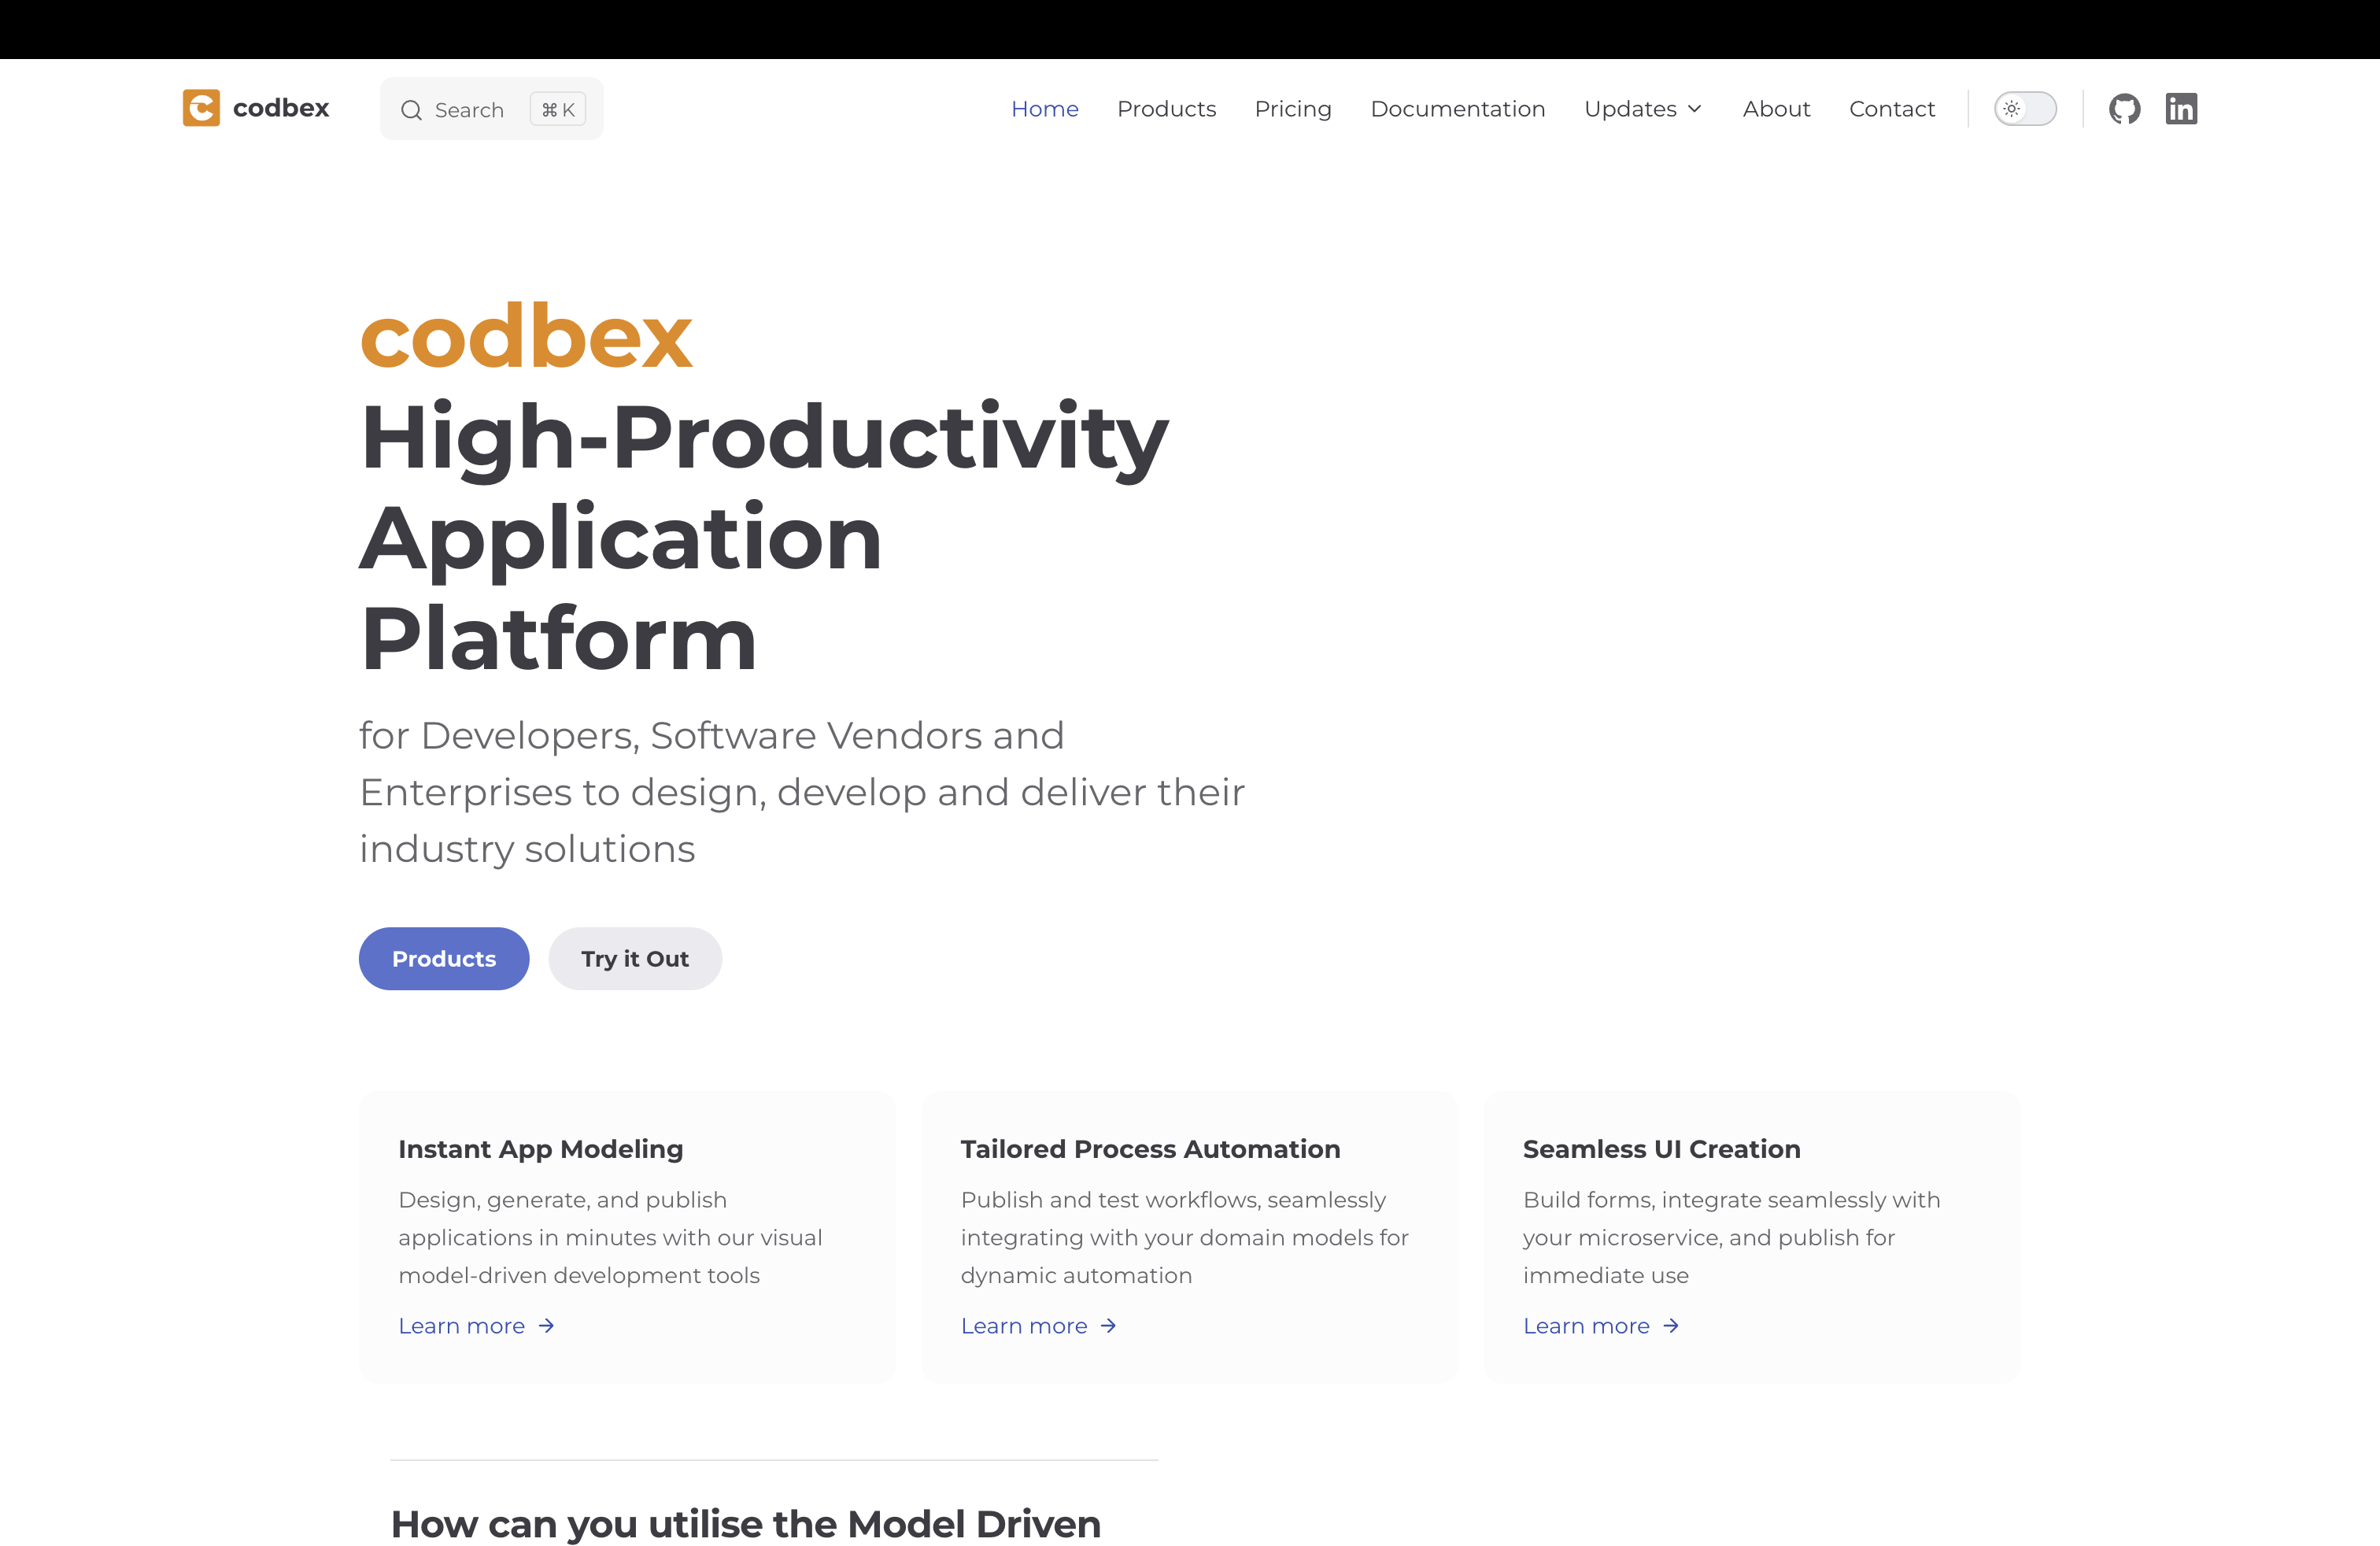 codbex
Search
⌘ K
Home
Products
Pricing
Documentation
Updates
About
Contact
codbex
High-Productivity
Application
Platform
for Developers, Software Vendors and
Enterprises to design, develop and deliver their
industry solutions
Products
Try it Out
Instant App Modeling
Design, generate, and publish
applications in minutes with our visual
model-driven development tools
Learn more →
Tailored Process Automation
Publish and test workflows, seamlessly
integrating with your domain models for
dynamic automation
Learn more →
Seamless UI Creation
Build forms, integrate seamlessly with
your microservice, and publish for
immediate use
Learn more →
How can you utilise the Model Driven